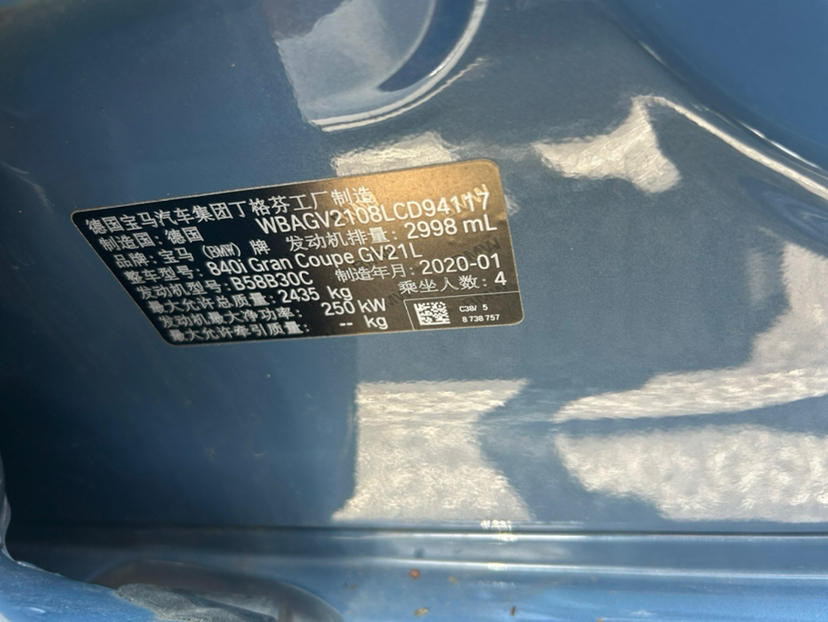 德国宝马汽车集团丁格芬工厂制造
制造国：德国 WBAGV2108LCD94117
品牌：宝马（BMW）牌 发动机排量：2998 mL
整车型号：840i Gran Coupe GV21L
发动机型号：B58B30C 制造年月：2020-01
最大允许总质量：2435 kg 乘坐人数：4
发动机最大净功率：250 kW
最大允许牵引质量： -- kg
C38/ 5
8 738 757